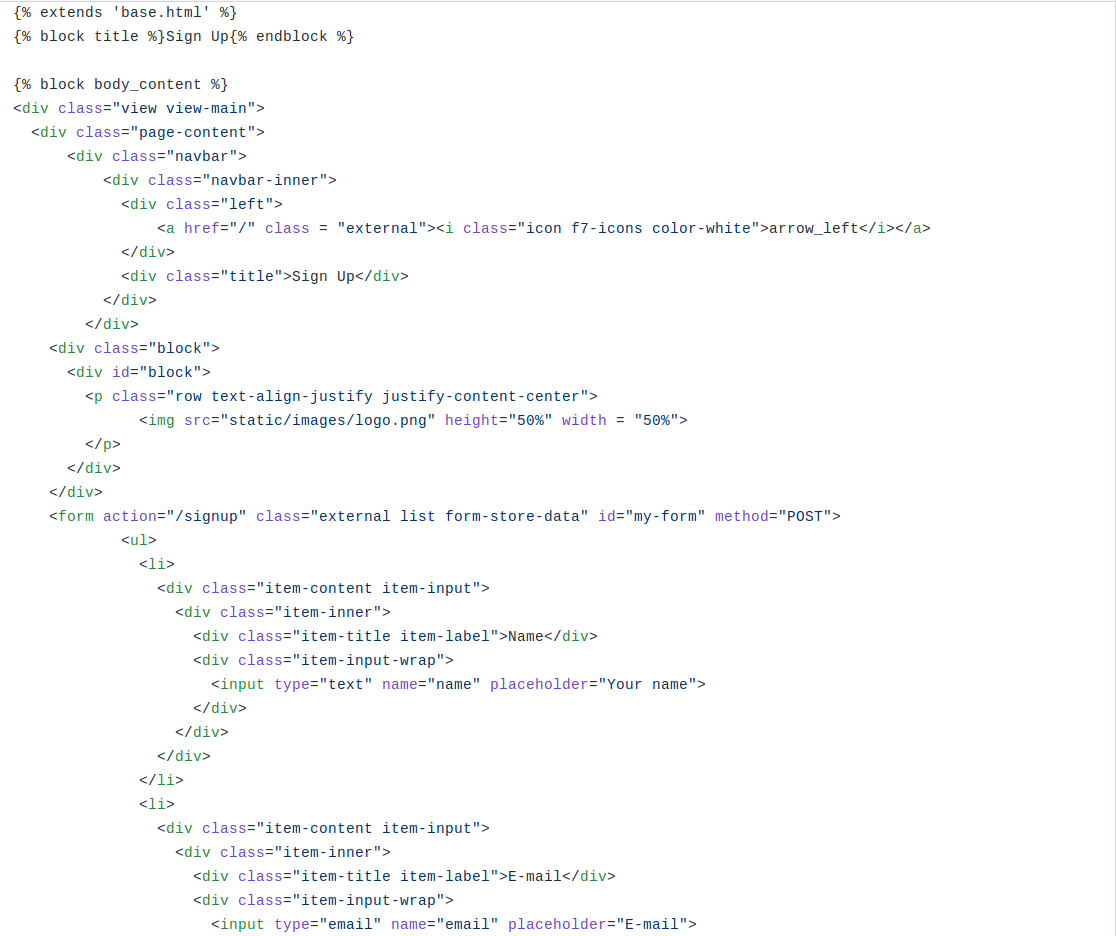 {% extends 'base.html' %}
{% block title %}Sign Up{% endblock %}

{% block body_content %}
<div class="view view-main">
  <div class="page-content">
      <div class="navbar">
          <div class="navbar-inner">
            <div class="left">
                <a href="/" class = "external"><i class="icon f7-icons color-white">arrow_left</i></a>
            </div>
            <div class="title">Sign Up</div>
          </div>
        </div>
    <div class="block">
      <div id="block">
        <p class="row text-align-justify justify-content-center">
              <img src="static/images/logo.png" height="50%" width = "50%">
        </p>
      </div>
    </div>
    <form action="/signup" class="external list form-store-data" id="my-form" method="POST">
            <ul>
              <li>
                <div class="item-content item-input">
                  <div class="item-inner">
                    <div class="item-title item-label">Name</div>
                    <div class="item-input-wrap">
                      <input type="text" name="name" placeholder="Your name">
                    </div>
                  </div>
                </div>
              </li>
              <li>
                <div class="item-content item-input">
                  <div class="item-inner">
                    <div class="item-title item-label">E-mail</div>
                    <div class="item-input-wrap">
                      <input type="email" name="email" placeholder="E-mail">